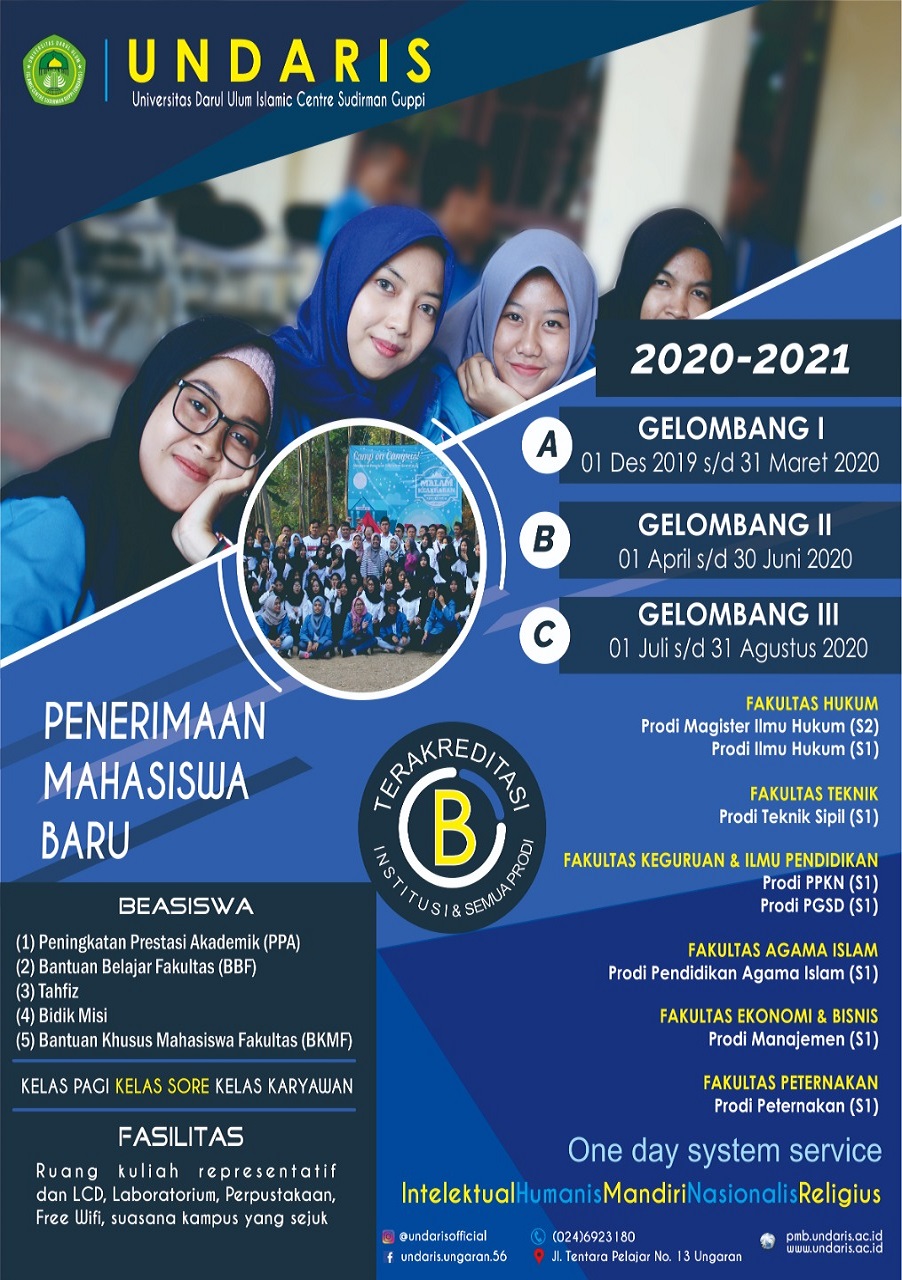 UNDARIS
Universitas Darul Ulum Islamic Centre Sudirman Guppi
2020-2021
A
GELOMBANG I
01 Des 2019 s/d 31 Maret 2020
B
GELOMBANG II
01 April s/d 30 Juni 2020
C
GELOMBANG III
01 Juli s/d 31 Agustus 2020
Camp on Campus!
MALAM
PENERIMAAN
MAHASISWA
BARU
TERAKREDITASI
B
INSTITUSI & SEMUA PRODI
FAKULTAS HUKUM
Prodi Magister Ilmu Hukum (S2)
Prodi Ilmu Hukum (S1)
FAKULTAS TEKNIK
Prodi Teknik Sipil (S1)
FAKULTAS KEGURUAN & ILMU PENDIDIKAN
Prodi PPKN (S1)
Prodi PGSD (S1)
FAKULTAS AGAMA ISLAM
Prodi Pendidikan Agama Islam (S1)
FAKULTAS EKONOMI & BISNIS
Prodi Manajemen (S1)
FAKULTAS PETERNAKAN
Prodi Peternakan (S1)
BEASISWA
(1) Peningkatan Prestasi Akademik (PPA)
(2) Bantuan Belajar Fakultas (BBF)
(3) Tahfiz
(4) Bidik Misi
(5) Bantuan Khusus Mahasiswa Fakultas (BKMF)
KELAS PAGI KELAS SORE KELAS KARYAWAN
FASILITAS
Ruang kuliah representatif
dan LCD, Laboratorium, Perpustakaan,
Free Wifi, suasana kampus yang sejuk
One day system service
IntelektualHumanisMandiriNasionalisReligius
@undarisofficial
(024)6923180
pmb.undaris.ac.id
undaris.ungaran.56
Jl. Tentara Pelajar No. 13 Ungaran
www.undaris.ac.id